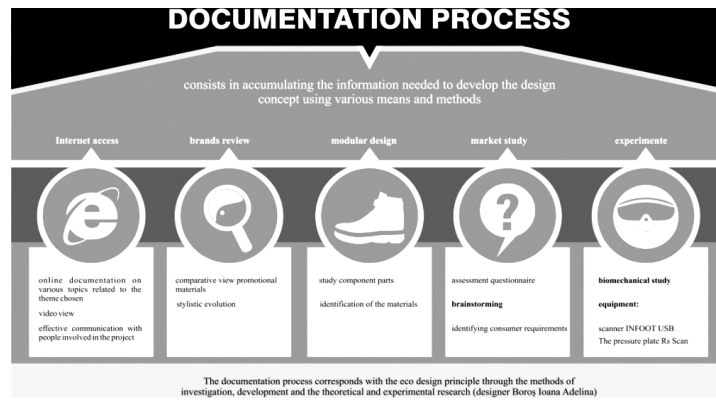 DOCUMENTATION PROCESS
consists in accumulating the information needed to develop the design
concept using various means and methods
Internet access
brands review
modular design
market study
experimente
online documentation on
various topics related to the
theme chosen
video view
effective communication with
people involved in the project
comparative view promotional
materials
stylistic evolution
study component parts
identification of the materials
assessment questionnaire
brainstorming
identifying consumer requirements
biomechanical study
equipment:
scanner INFOOT USB
The pressure plate Rs Scan
The documentation process corresponds with the eco design principle through the methods of
investigation, development and the theoretical and experimental research (designer Boroş Ioana Adelina)